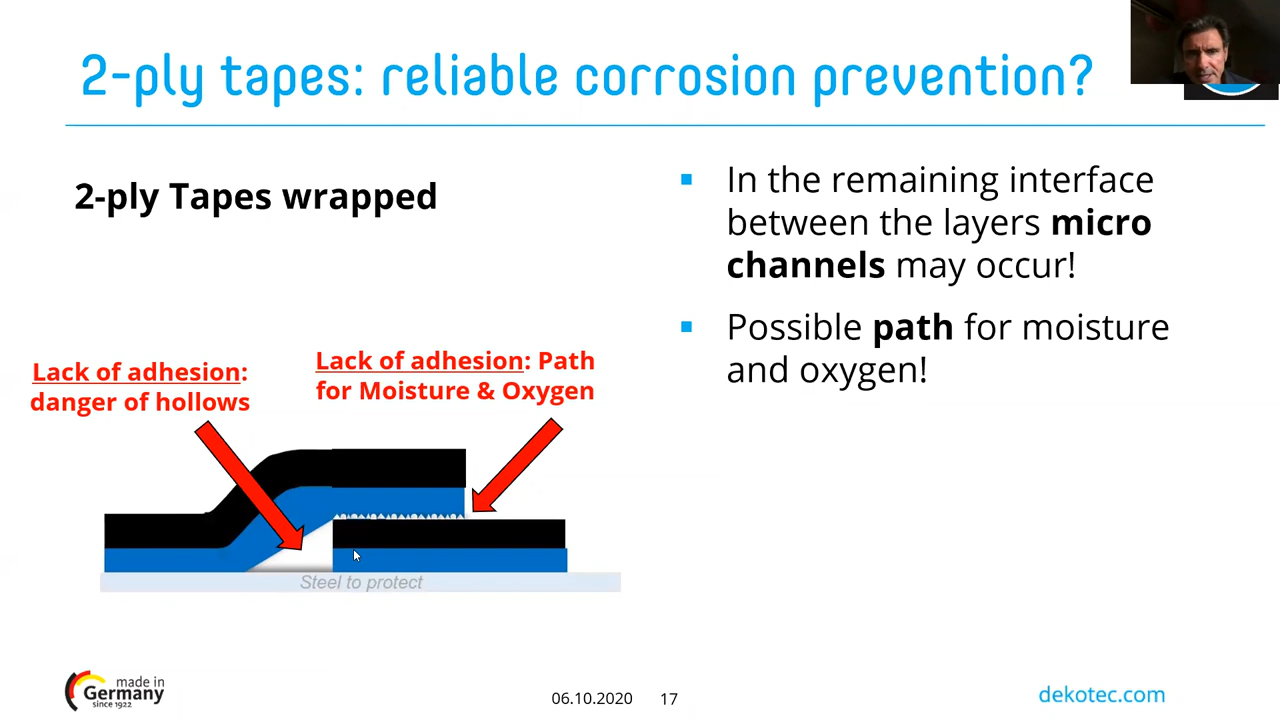 2-ply tapes: reliable corrosion prevention?
2-ply Tapes wrapped
Lack of adhesion:
danger of hollows
Lack of adhesion: Path
for Moisture & Oxygen
Steel to protect
In the remaining interface
between the layers micro
channels may occur!
Possible path for moisture
and oxygen!
made in
Germany
since 1922
06.10.2020
17
dekotec.com